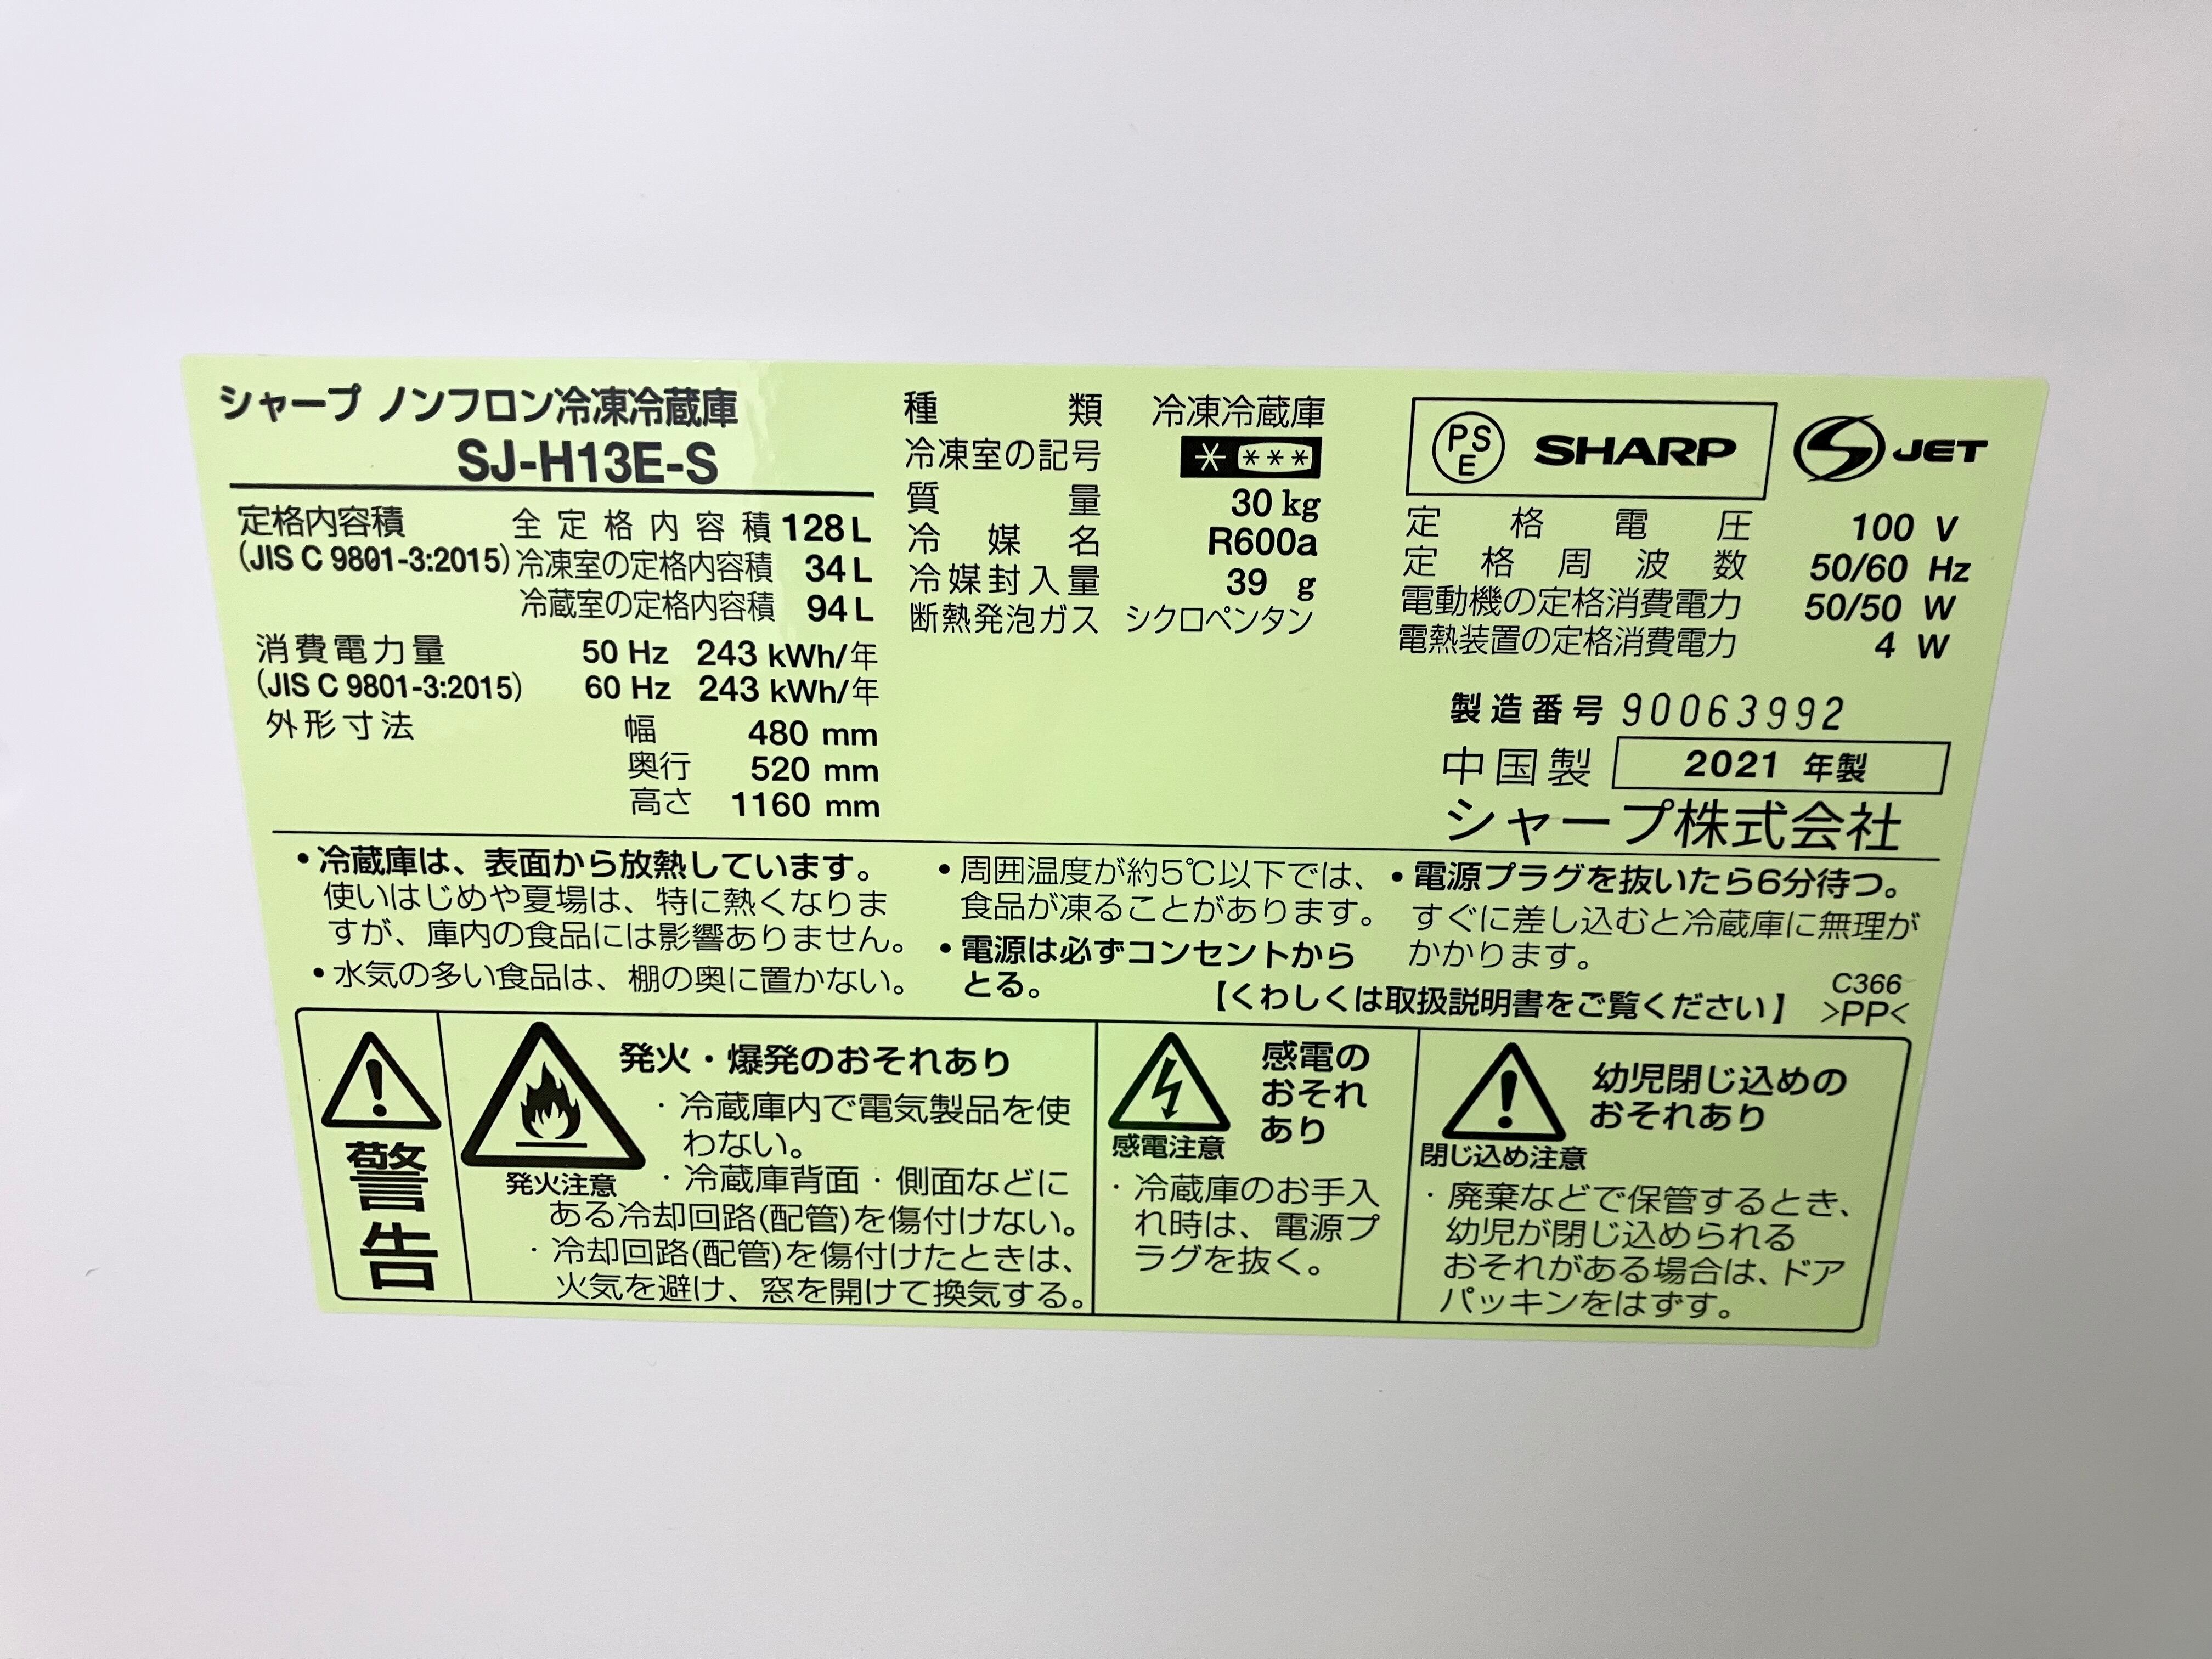 シャープ ノンフロン冷凍冷蔵庫
SJ-H13E-S
定格内容積 全定格内容積 128 L
(JIS C 9801-3:2015) 冷凍室の定格内容積 34 L
冷蔵室の定格内容積 94 L
消費電力量 50 Hz 243 kWh/年
(JIS C 9801-3:2015) 60 Hz 243 kWh/年
外形寸法 幅 480 mm
奥行 520 mm
高さ 1160 mm
種類 冷凍冷蔵庫
冷凍室の記号 * ***
質量 30 kg
冷媒名 R600a
冷媒封入量 39 g
断熱発泡ガス シクロペンタン
PSE SHARP S JET
定格電圧 100 V
定格周波数 50/60 Hz
電動機の定格消費電力 50/50 W
電熱装置の定格消費電力 4 W
製造番号 90063992
中国製 2021 年製
シャープ株式会社
・冷蔵庫は、表面から放熱しています。
使いはじめや夏場は、特に熱くなりま
すが、庫内の食品には影響ありません。
・水気の多い食品は、棚の奥に置かない。
・周囲温度が約5℃以下では、
食品が凍ることがあります。
・電源は必ずコンセントから
とる。
・電源プラグを抜いたら6分待つ。
すぐに差し込むと冷蔵庫に無理が
かかります。
【くわしくは取扱説明書をご覧ください】
C366
>PP<
警告
発火注意
発火・爆発のおそれあり
・冷蔵庫内で電気製品を使
わない。
・冷蔵庫背面・側面などに
ある冷却回路(配管)を傷付けない。
・冷却回路(配管)を傷付けたときは、
火気を避け、窓を開けて換気する。
感電注意
感電の
おそれ
あり
・冷蔵庫のお手入
れ時は、電源プ
ラグを抜く。
閉じ込め注意
幼児閉じ込めの
おそれあり
・廃棄などで保管するとき、
幼児が閉じ込められる
おそれがある場合は、ドア
パッキンをはずす。